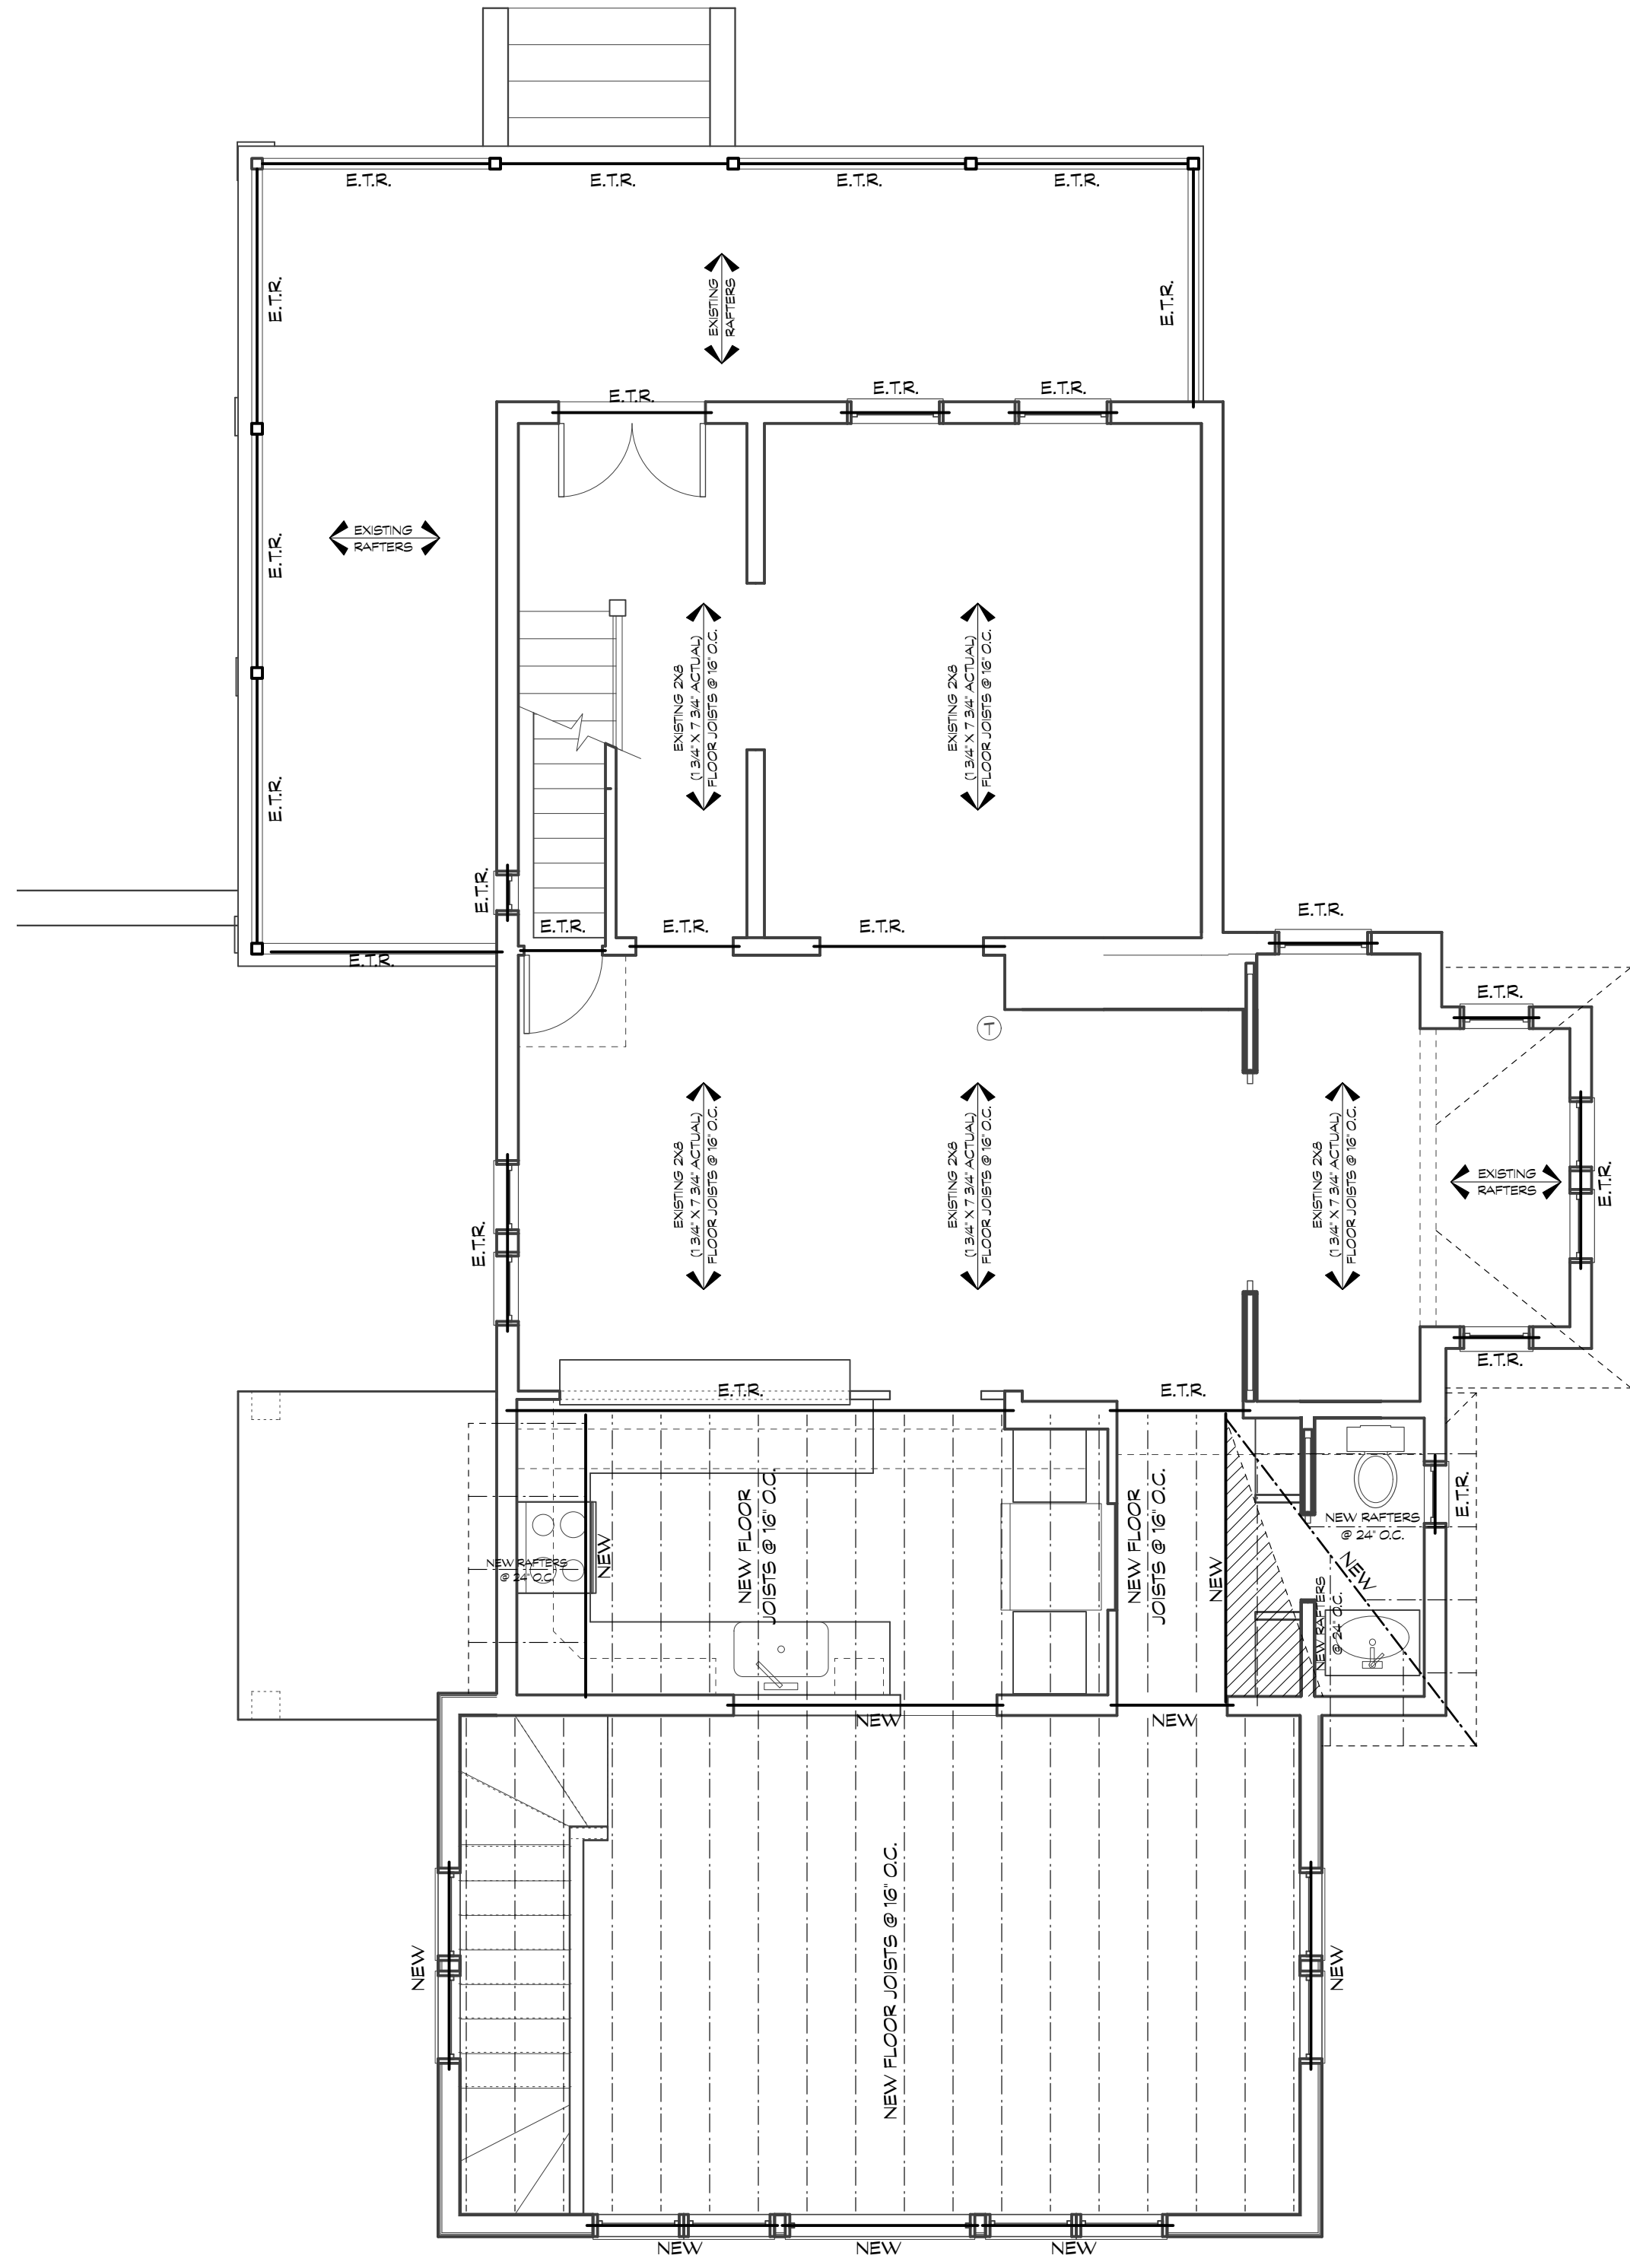 E.T.R.
E.T.R.
E.T.R.
E.T.R.
E.T.R.
E.T.R.
EXISTING
RAFTERS
E.T.R.
E.T.R.
E.T.R.
EXISTING
RAFTERS
E.T.R.
EXISTING 2X8
(1 3/4" X 7 3/4" ACTUAL)
FLOOR JOISTS @ 16" O.C.
EXISTING 2X8
(1 3/4" X 7 3/4" ACTUAL)
FLOOR JOISTS @ 16" O.C.
E.T.R.
E.T.R.
E.T.R.
E.T.R.
E.T.R.
E.T.R.
E.T.R.
E.T.R.
T
EXISTING 2X8
(1 3/4" X 7 3/4" ACTUAL)
FLOOR JOISTS @ 16" O.C.
EXISTING 2X8
(1 3/4" X 7 3/4" ACTUAL)
FLOOR JOISTS @ 16" O.C.
EXISTING 2X8
(1 3/4" X 7 3/4" ACTUAL)
FLOOR JOISTS @ 16" O.C.
EXISTING
RAFTERS
E.T.R.
E.T.R.
E.T.R.
E.T.R.
E.T.R.
E.T.R.
NEW RAFTERS
@ 24" O.C.
NEW
NEW FLOOR
JOISTS @ 16" O.C.
NEW FLOOR
JOISTS @ 16" O.C.
NEW
NEW RAFTERS
@ 24" O.C.
NEW
NEW RAFTERS
@ 24" O.C.
NEW
NEW
NEW
NEW FLOOR JOISTS @ 16" O.C.
NEW
NEW
NEW
NEW